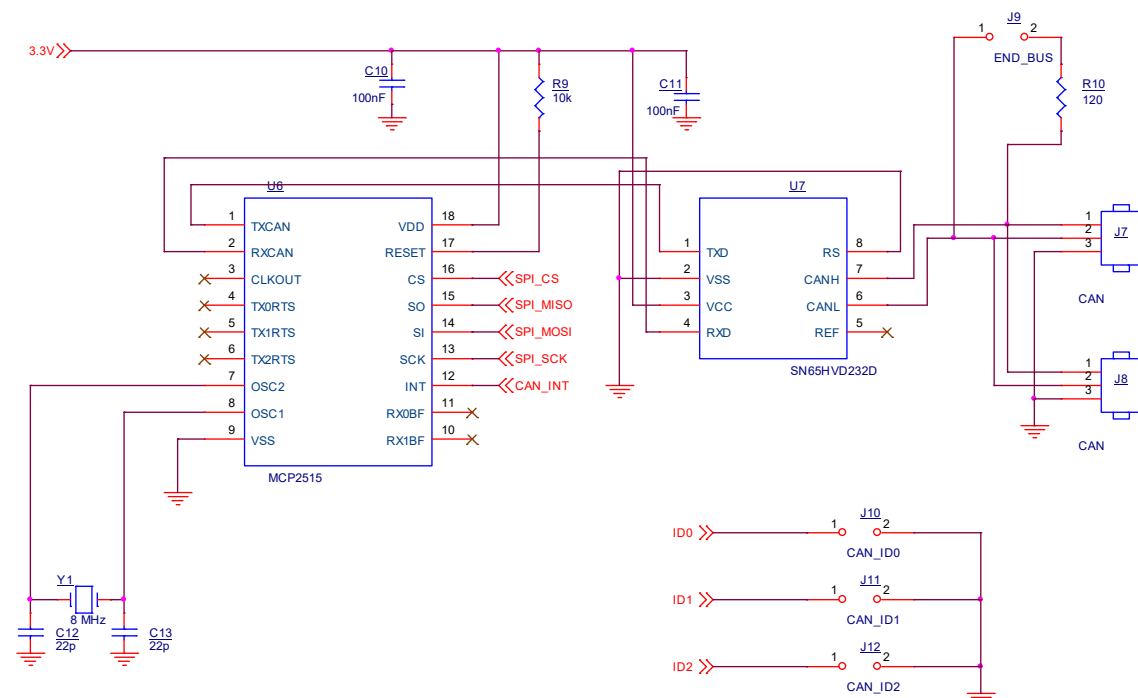 J9
1 2
END_BUS
3.3V
C10
100nF
R9
10k
C11
100nF
R10
120
U6
1 TXCAN VDD 18
2 RXCAN RESET 17
3 CLKOUT CS 16 SPI_CS
4 TX0RTS SO 15 SPI_MISO
5 TX1RTS SI 14 SPI_MOSI
6 TX2RTS SCK 13 SPI_SCK
7 OSC2 INT 12 CAN_INT
8 OSC1 RX0BF 11
9 VSS RX1BF 10
MCP2515
U7
1 TXD RS 8
2 VSS CANH 7
3 VCC CANL 6
4 RXD REF 5
SN65HVD232D
1
2
3
J7
CAN
1
2
3
J8
CAN
Y1
8 MHz
C12
22p
C13
22p
J10
ID0 1 2
CAN_ID0
J11
ID1 1 2
CAN_ID1
J12
ID2 1 2
CAN_ID2